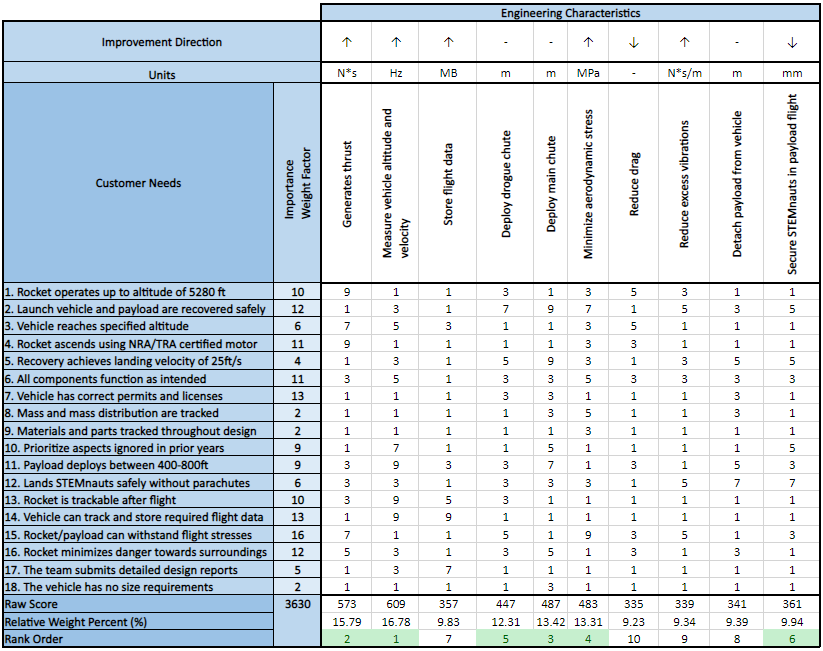 Engineering Characteristics
Improvement Direction ↑ ↑ ↑ - - ↑ ↓ ↑ - ↓
Units N*s Hz MB m m MPa - N*s/m m mm
Customer Needs
Importance
Weight Factor
Generates thrust
Measure vehicle altitude and
velocity
Store flight data
Deploy drogue chute
Deploy main chute
Minimize aerodynamic stress
Reduce drag
Reduce excess vibrations
Detach payload from vehicle
Secure STEMnauts in payload flight
1. Rocket operates up to altitude of 5280 ft 10 9 1 1 3 1 3 5 3 1 1
2. Launch vehicle and payload are recovered safely 12 1 3 1 7 9 7 1 5 3 5
3. Vehicle reaches specified altitude 6 7 5 3 1 1 3 5 1 1 1
4. Rocket ascends using NRA/TRA certified motor 11 9 1 1 1 1 3 3 1 1 1
5. Recovery achieves landing velocity of 25ft/s 4 1 3 1 5 9 3 1 3 5 5
6. All components function as intended 11 3 5 1 3 3 5 3 3 3 3
7. Vehicle has correct permits and licenses 13 1 1 1 3 3 1 1 1 3 1
8. Mass and mass distribution are tracked 2 1 1 1 1 3 5 1 1 3 1
9. Materials and parts tracked throughout design 2 1 1 1 1 1 3 1 1 1 1
10. Prioritize aspects ignored in prior years 9 1 7 1 1 5 1 1 1 1 5
11. Payload deploys between 400-800ft 9 3 9 3 3 7 1 3 1 5 3
12. Lands STEMnauts safely without parachutes 6 3 3 1 3 3 3 1 5 7 7
13. Rocket is trackable after flight 10 3 9 5 3 1 1 1 1 1 1
14. Vehicle can track and store required flight data 13 1 9 9 1 1 1 1 1 1 1
15. Rocket/payload can withstand flight stresses 16 7 1 1 5 1 9 3 5 1 3
16. Rocket minimizes danger towards surroundings 12 5 3 1 3 5 1 3 1 3 1
17. The team submits detailed design reports 5 1 3 7 1 1 1 1 1 1 1
18. The vehicle has no size requirements 2 1 1 1 1 3 1 1 1 1 1
Raw Score 3630 573 609 357 447 487 483 335 339 341 361
Relative Weight Percent (%) 15.79 16.78 9.83 12.31 13.42 13.31 9.23 9.34 9.39 9.94
Rank Order 2 1 7 5 3 4 10 9 8 6